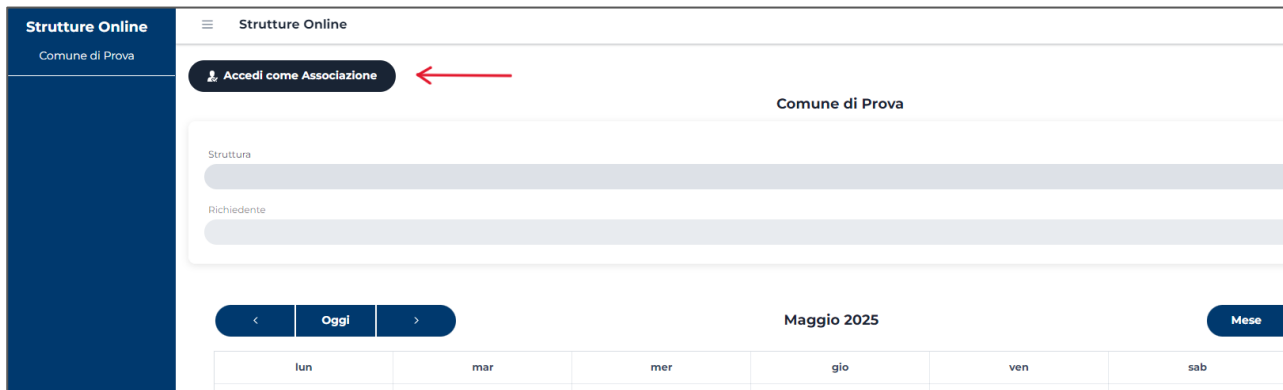 Strutture Online
Comune di Prova
Strutture Online
Accedi come Associazione
Comune di Prova
Struttura
Richiedente
< Oggi >
Maggio 2025
Mese
lun mar mer gio ven sab